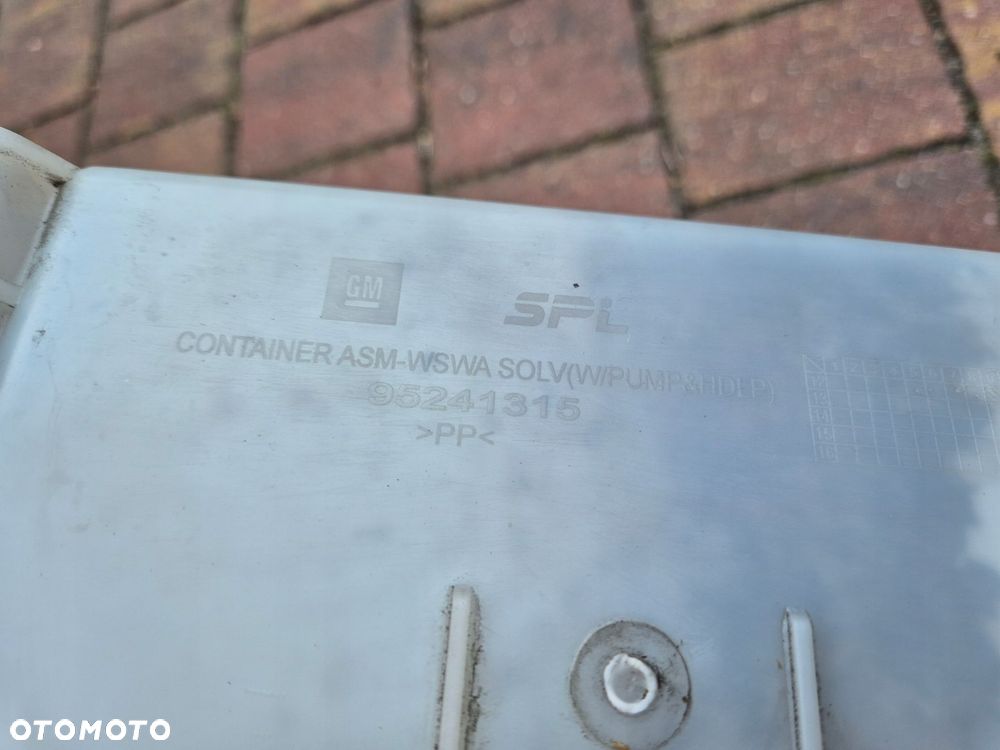 GM SPL
CONTAINER ASM-WSWA SOLV(W/PUMP&HDLP)
95241315
>PP<
OTOMOTO